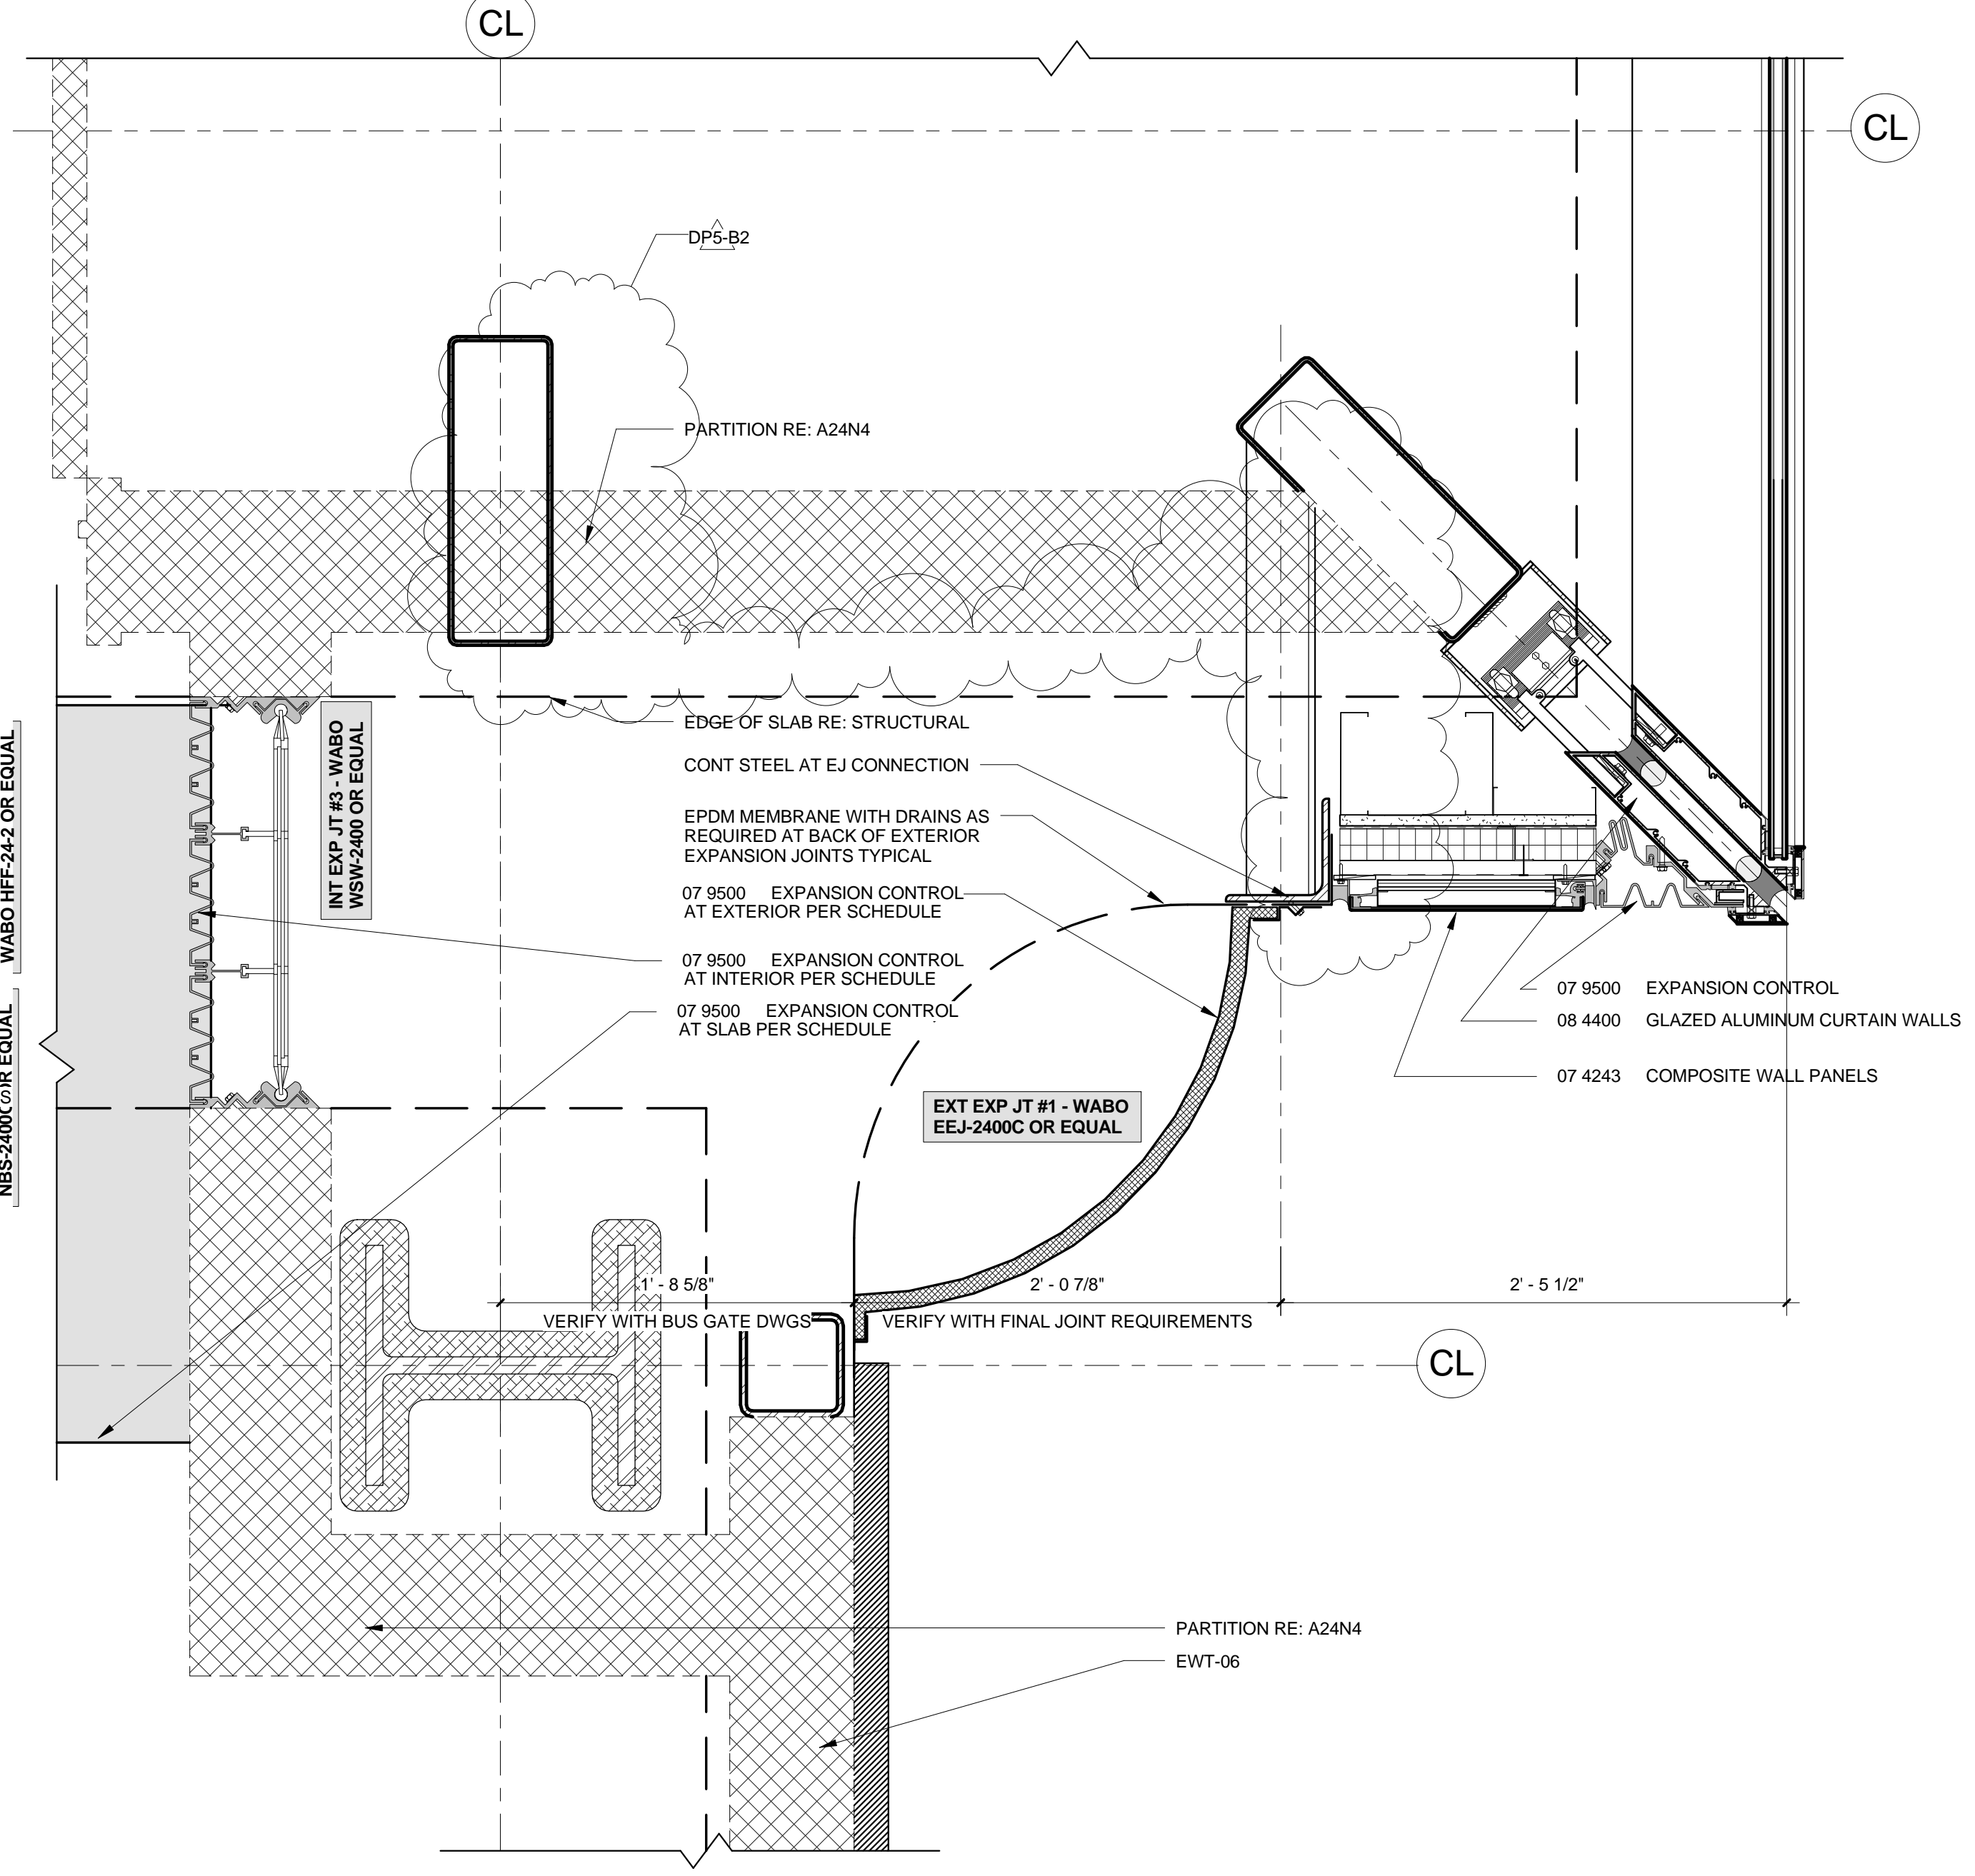 CL
CL
DP5-B2
PARTITION RE: A24N4
EDGE OF SLAB RE: STRUCTURAL
CONT STEEL AT EJ CONNECTION
EPDM MEMBRANE WITH DRAINS AS
REQUIRED AT BACK OF EXTERIOR
EXPANSION JOINTS TYPICAL
07 9500 EXPANSION CONTROL
AT EXTERIOR PER SCHEDULE
07 9500 EXPANSION CONTROL
AT INTERIOR PER SCHEDULE
07 9500 EXPANSION CONTROL
AT SLAB PER SCHEDULE
INT EXP JT #3 - WABO
WSW-2400 OR EQUAL
WABO HFF-24-2 OR EQUAL
OR EQUAL
EXT EXP JT #1 - WABO
EEJ-2400C OR EQUAL
07 9500 EXPANSION CONTROL
08 4400 GLAZED ALUMINUM CURTAIN WALLS
07 4243 COMPOSITE WALL PANELS
1' - 8 5/8"
2' - 0 7/8"
2' - 5 1/2"
VERIFY WITH BUS GATE DWGS
VERIFY WITH FINAL JOINT REQUIREMENTS
CL
PARTITION RE: A24N4
EWT-06